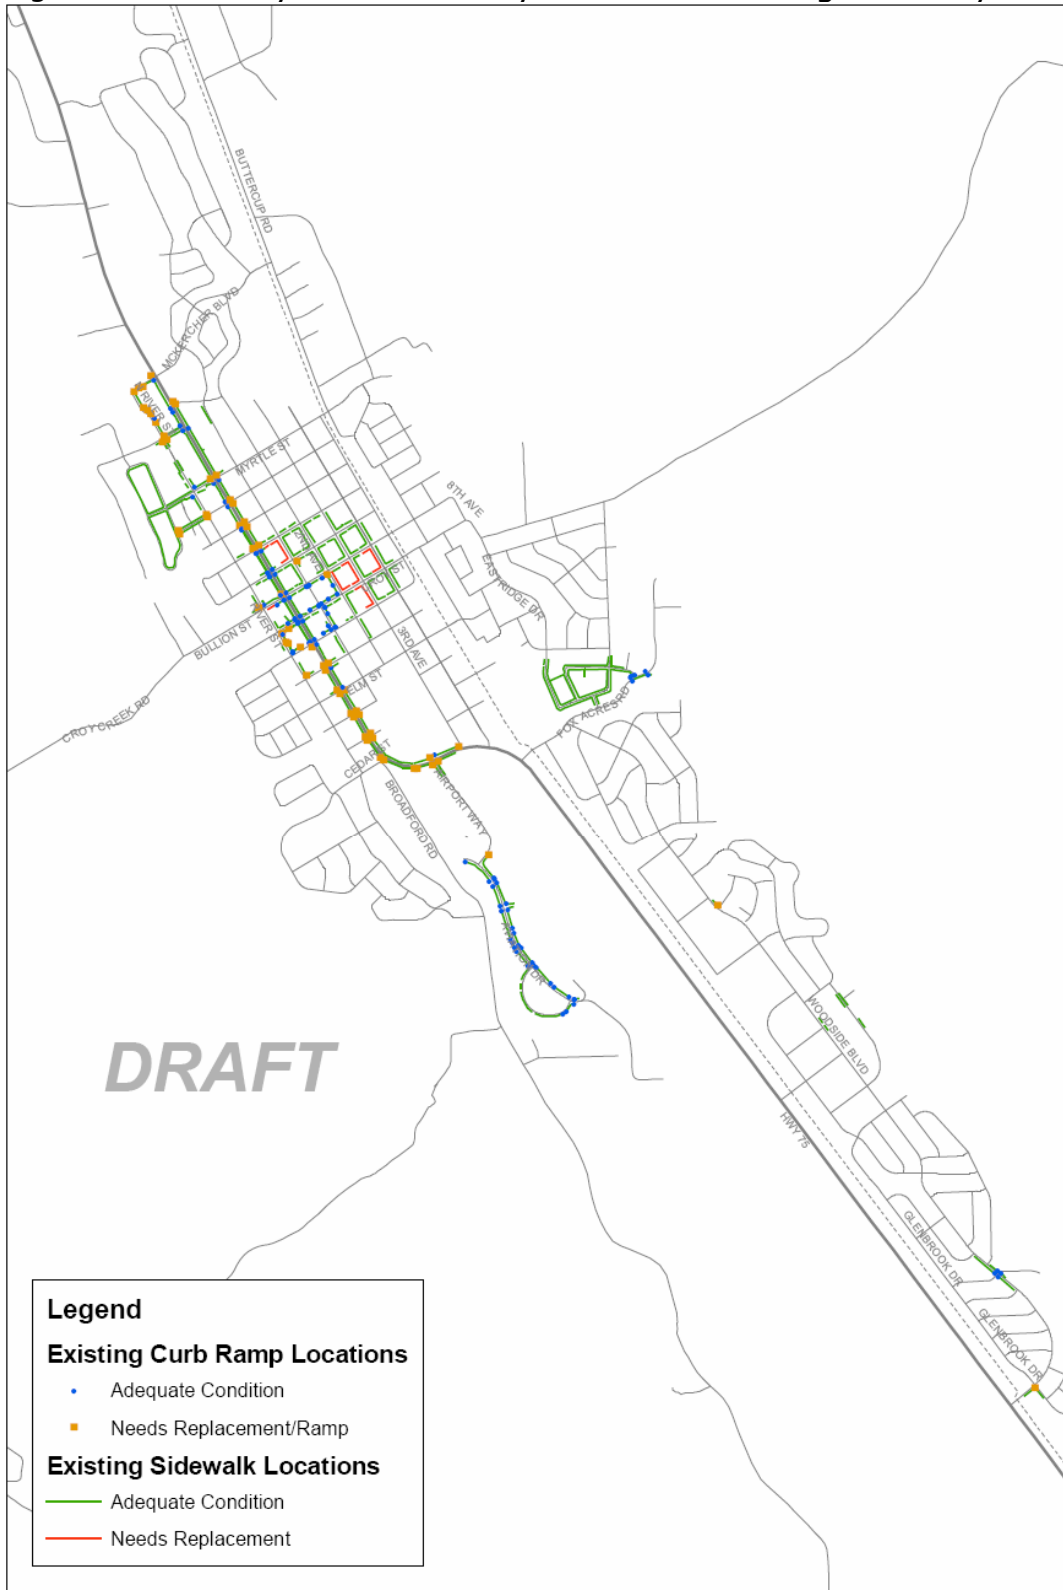 BUTTERCUP RD
MCKERCHER BLVD
RIVER ST
MYRTLE ST
8TH AVE
2ND AVE
EASTRIDGE DR
RIVER ST
BULLION ST
3RD AVE
ELM ST
CROY CREEK RD
FOX ACRES RD
CEDAR ST
AIRPORT WAY
BROADFORD RD
DR
WOODSIDE BLVD
DRAFT
HWY 75
GLENBROOK DR
GLENBROOK DR
Legend
Existing Curb Ramp Locations
Adequate Condition
Needs Replacement/Ramp
Existing Sidewalk Locations
Adequate Condition
Needs Replacement